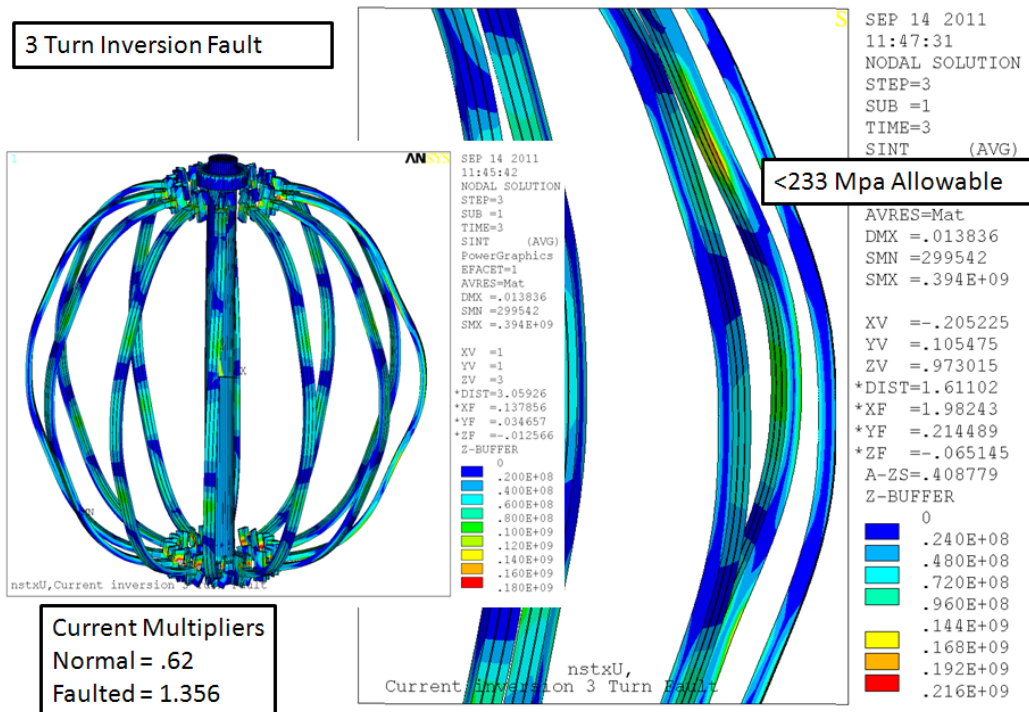 3 Turn Inversion Fault
1
ANSYS
SEP 14 2011
11:45:42
NODAL SOLUTION
STEP=3
SUB =1
TIME=3
SINT (AVG)
PowerGraphics
EFACET=1
AVRES=Mat
DMX =.013836
SMN =299542
SMX =.394E+09
XV =1
YV =1
ZV =3
*DIST=3.05926
*XF =.137856
*YF =.034657
*ZF =-.012566
Z-BUFFER
0
.200E+08
.400E+08
.600E+08
.800E+08
.100E+09
.120E+09
.140E+09
.160E+09
.180E+09
X
MN
nstxU,Current inversion 3 Turn Fault
Current Multipliers
Normal = .62
Faulted = 1.356
S
SEP 14 2011
11:47:31
NODAL SOLUTION
STEP=3
SUB =1
TIME=3
SINT (AVG)
<233 Mpa Allowable
AVRES=Mat
DMX =.013836
SMN =299542
SMX =.394E+09
XV =-.205225
YV =.105475
ZV =.973015
*DIST=1.61102
*XF =1.98243
*YF =.214489
*ZF =-.065145
A-ZS=.408779
Z-BUFFER
0
.240E+08
.480E+08
.720E+08
.960E+08
.144E+09
.168E+09
.192E+09
.216E+09
nstxU,
Current inversion 3 Turn Fault